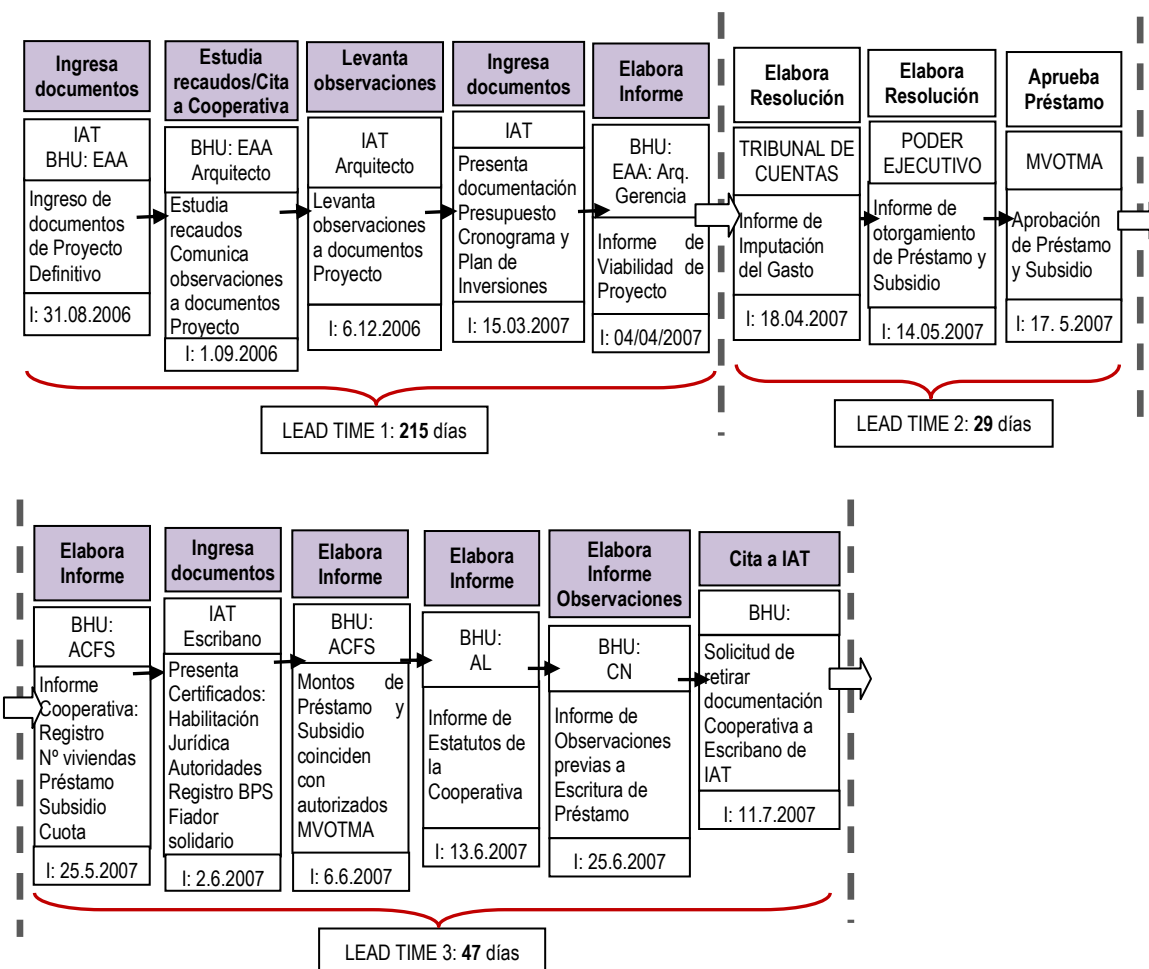 Ingresa
documentos
IAT
BHU: EAA
Ingreso de
documentos
de Proyecto
Definitivo
I: 31.08.2006
Estudia
recaudos/Cita
a Cooperativa
BHU: EAA
Arquitecto
Estudia
recaudos
Comunica
observaciones
a documentos
Proyecto
I: 1.09.2006
Levanta
observaciones
IAT
Arquitecto
Levanta
observaciones
a documentos
Proyecto
I: 6.12.2006
Ingresa
documentos
IAT
Presenta
documentación
Presupuesto
Cronograma y
Plan de
Inversiones
I: 15.03.2007
Elabora
Informe
BHU:
EAA: Arq.
Gerencia
Informe de
Viabilidad de
Proyecto
I: 04/04/2007
Elabora
Resolución
TRIBUNAL DE
CUENTAS
Informe de
Imputación
del Gasto
I: 18.04.2007
Elabora
Resolución
PODER
EJECUTIVO
Informe de
otorgamiento
de Préstamo y
Subsidio
I: 14.05.2007
Aprueba
Préstamo
MVOTMA
Aprobación
de Préstamo
y Subsidio
I: 17. 5.2007
LEAD TIME 1: 215 días
LEAD TIME 2: 29 días
Elabora
Informe
BHU:
ACFS
Informe
Cooperativa:
Registro
Nº viviendas
Préstamo
Subsidio
Cuota
I: 25.5.2007
Ingresa
documentos
IAT
Escribano
Presenta
Certificados:
Habilitación
Jurídica
Autoridades
Registro BPS
Fiador
solidario
I: 2.6.2007
Elabora
Informe
BHU:
ACFS
Montos de
Préstamo y
Subsidio
coinciden
con
autorizados
MVOTMA
I: 6.6.2007
Elabora
Informe
BHU:
AL
Informe de
Estatutos de
la
Cooperativa
I: 13.6.2007
Elabora
Informe
Observaciones
BHU:
CN
Informe de
Observaciones
previas a
Escritura de
Préstamo
I: 25.6.2007
Cita a IAT
BHU:
Solicitud de
retirar
documentación
Cooperativa a
Escribano de
IAT
I: 11.7.2007
LEAD TIME 3: 47 días